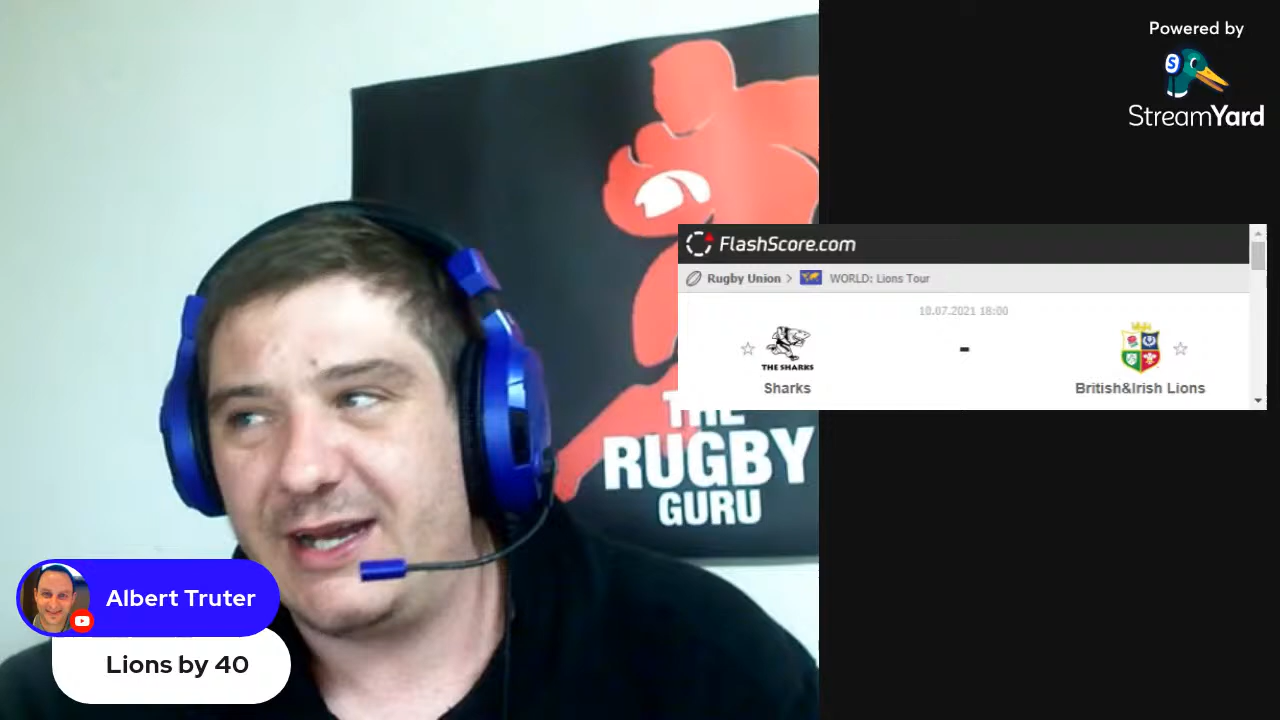 Powered by
StreamYard
FlashScore.com
Rugby Union > WORLD: Lions Tour
10.07.2021 18:00
-
THE SHARKS
Sharks
British&Irish Lions
THE
RUGBY
GURU
Albert Truter
Lions by 40